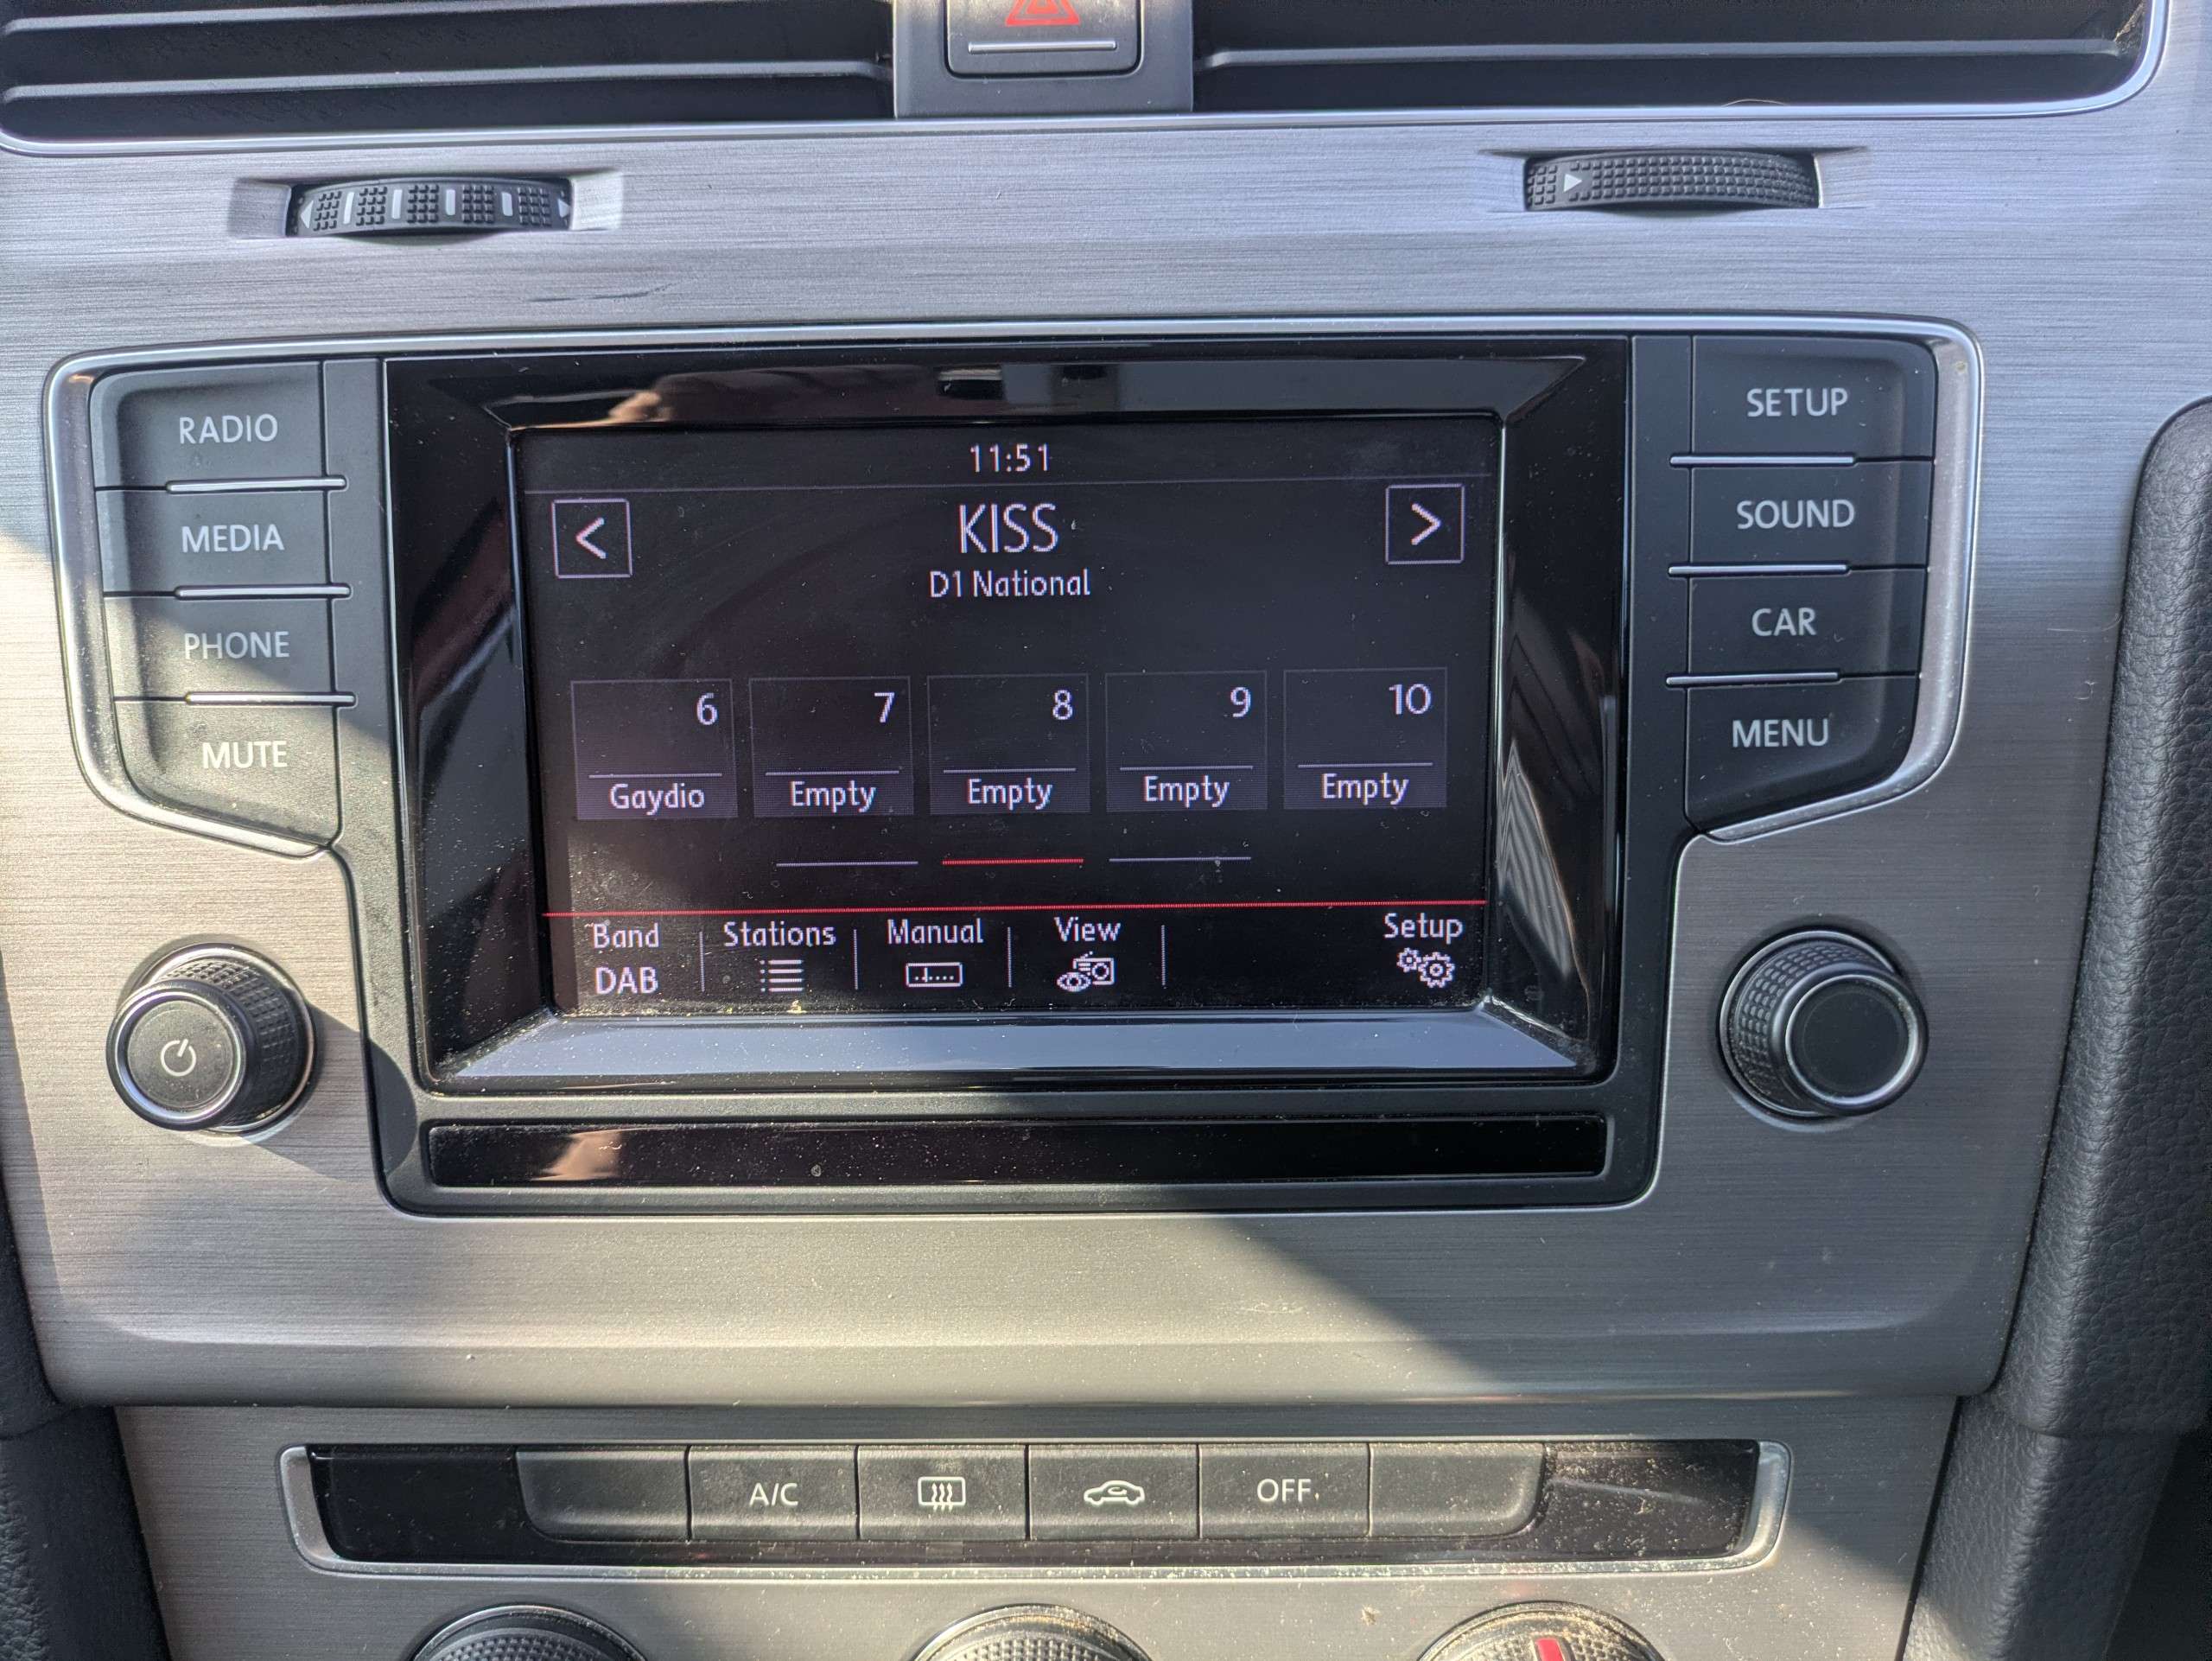 RADIO
MEDIA
PHONE
MUTE
11:51
<
KISS
>
D1 National
6 7 8 9 10
Gaydio Empty Empty Empty Empty
Band Stations Manual View Setup
DAB
SETUP
SOUND
CAR
MENU
A/C OFF